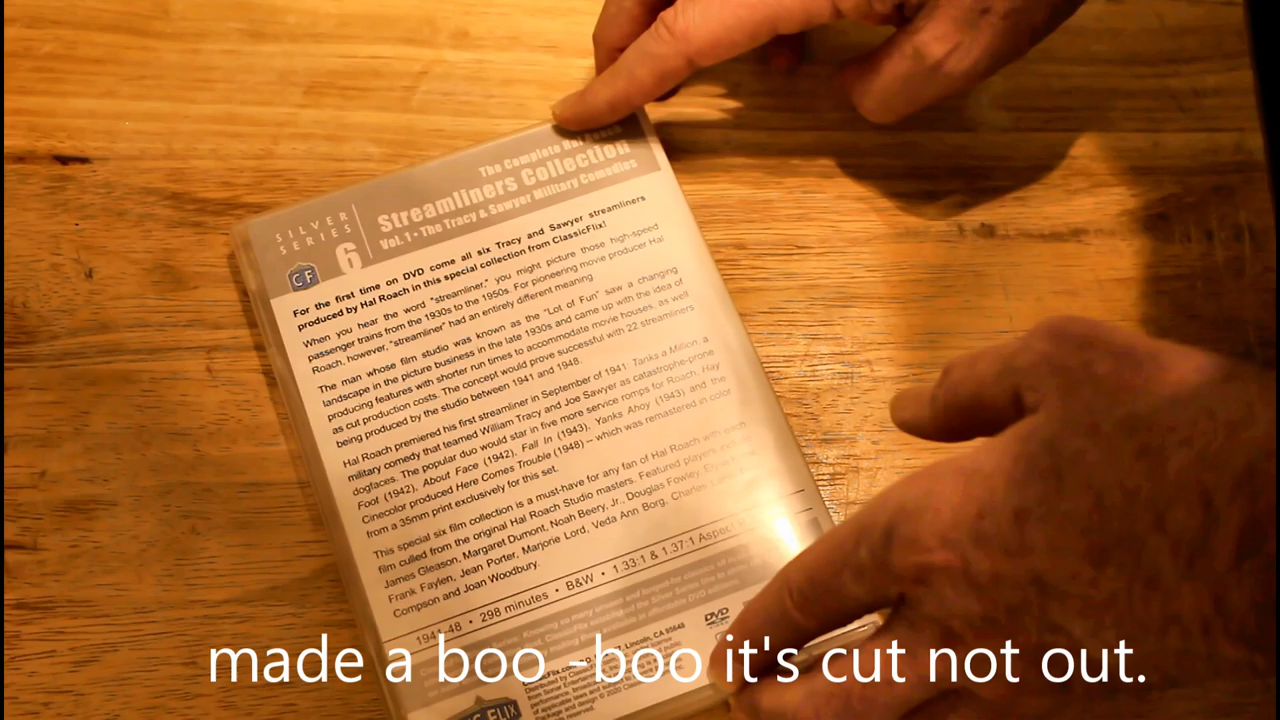 The Complete Hal Roach
Streamliners Collection
Vol. 1 • The Tracy & Sawyer Military Comedies
SILVER
SERIES
6
CF
For the first time on DVD come all six Tracy and Sawyer streamliners
produced by Hal Roach in this special collection from ClassicFlix!
When you hear the word "streamliner," you might picture those high-speed
passenger trains from the 1930s to the 1950s. For pioneering movie producer Hal
Roach, however, "streamliner" had an entirely different meaning
The man whose film studio was known as the "Lot of Fun" saw a changing
landscape in the picture business in the late 1930s and came up with the idea of
producing features with shorter run times to accommodate movie houses, as well
as cut production costs. The concept would prove successful with 22 streamliners
being produced by the studio between 1941 and 1948.
Hal Roach premiered his first streamliner in September of 1941: Tanks a Million, a
military comedy that teamed William Tracy and Joe Sawyer as catastrophe-prone
dogfaces. The popular duo would star in five more service romps for Roach, Hay
Foot (1942), About Face (1942), Fall In (1943), Yanks Ahoy (1943) and the
Cinecolor produced Here Comes Trouble (1948) – which was remastered in color
from a 35mm print exclusively for this set.
This special six film collection is a must-have for any fan of Hal Roach with each
film culled from the original Hal Roach Studio masters. Featured players include
James Gleason, Margaret Dumont, Noah Beery, Jr., Douglas Fowley,
Frank Faylen, Jean Porter, Marjorie Lord, Veda Ann Borg, Charles
Compson and Joan Woodbury.
1941-48 • 298 minutes • B&W • 1.33:1 & 1.37:1 Aspect
Lincoln, CA 95648
DVD
FLIX
made a boo -boo it's cut not out.